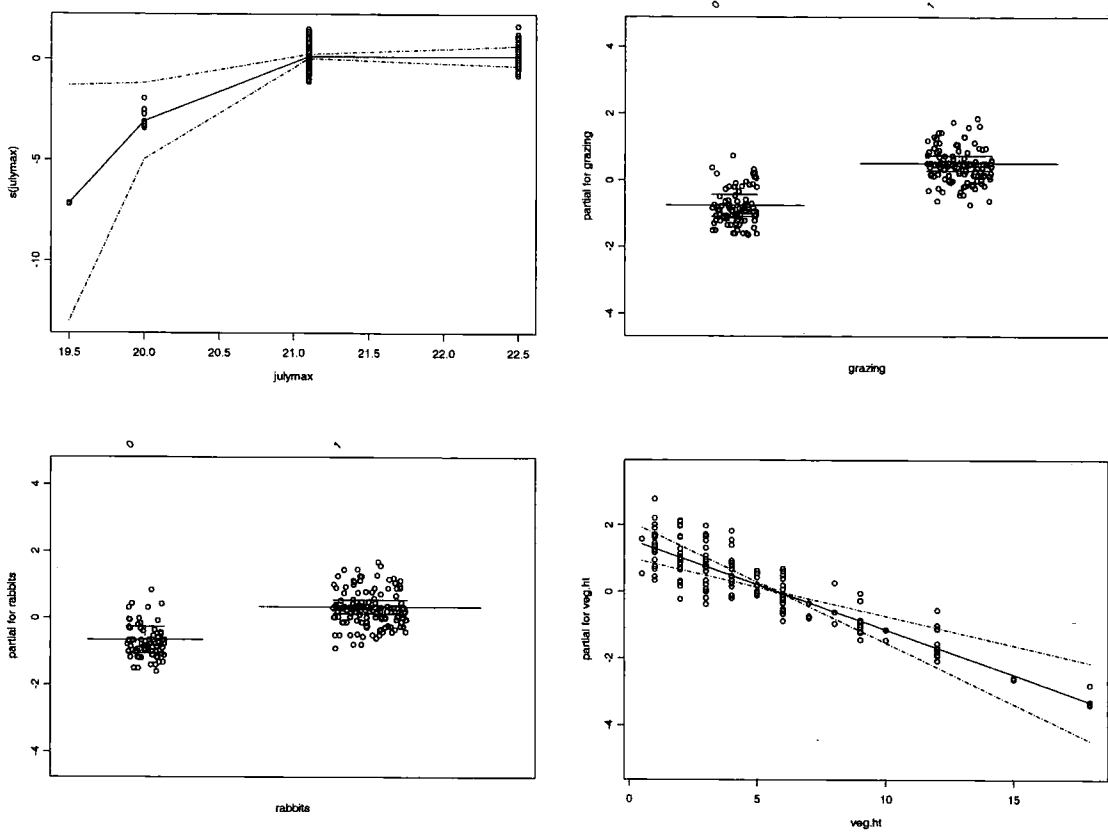 s(julymax)
0
-5
-10
19.5 20.0 20.5 21.0 21.5 22.0 22.5
julymax
0 1
partial for grazing
4
2
0
-2
-4
grazing
0 1
partial for rabbits
4
2
0
-2
-4
rabbits
partial for veg.ht
2
0
-2
-4
0 5 10 15
veg.ht